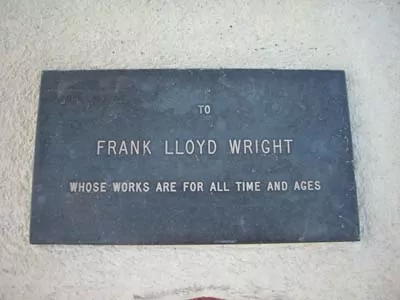 TO
FRANK LLOYD WRIGHT
WHOSE WORKS ARE FOR ALL TIME AND AGES